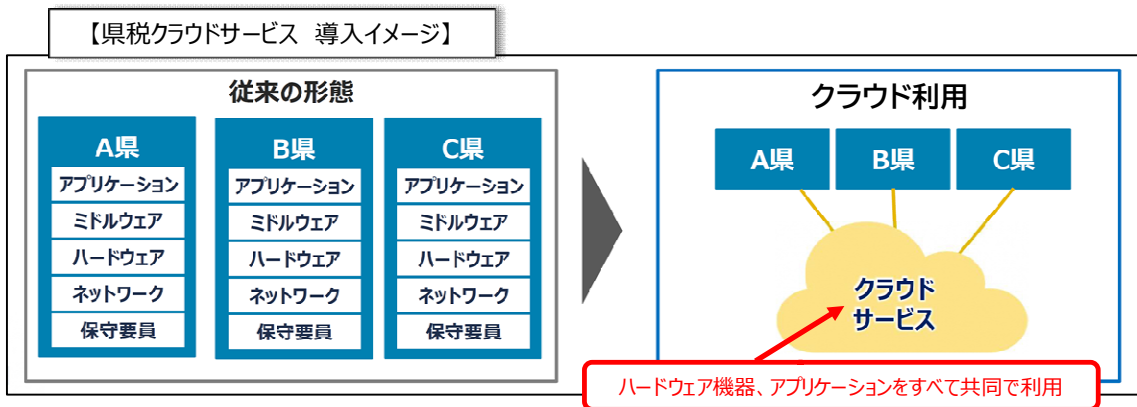 【県税クラウドサービス 導入イメージ】
従来の形態
A県
アプリケーション
ミドルウェア
ハードウェア
ネットワーク
保守要員
B県
アプリケーション
ミドルウェア
ハードウェア
ネットワーク
保守要員
C県
アプリケーション
ミドルウェア
ハードウェア
ネットワーク
保守要員
クラウド利用
A県
B県
C県
クラウド
サービス
ハードウェア機器、アプリケーションをすべて共同で利用